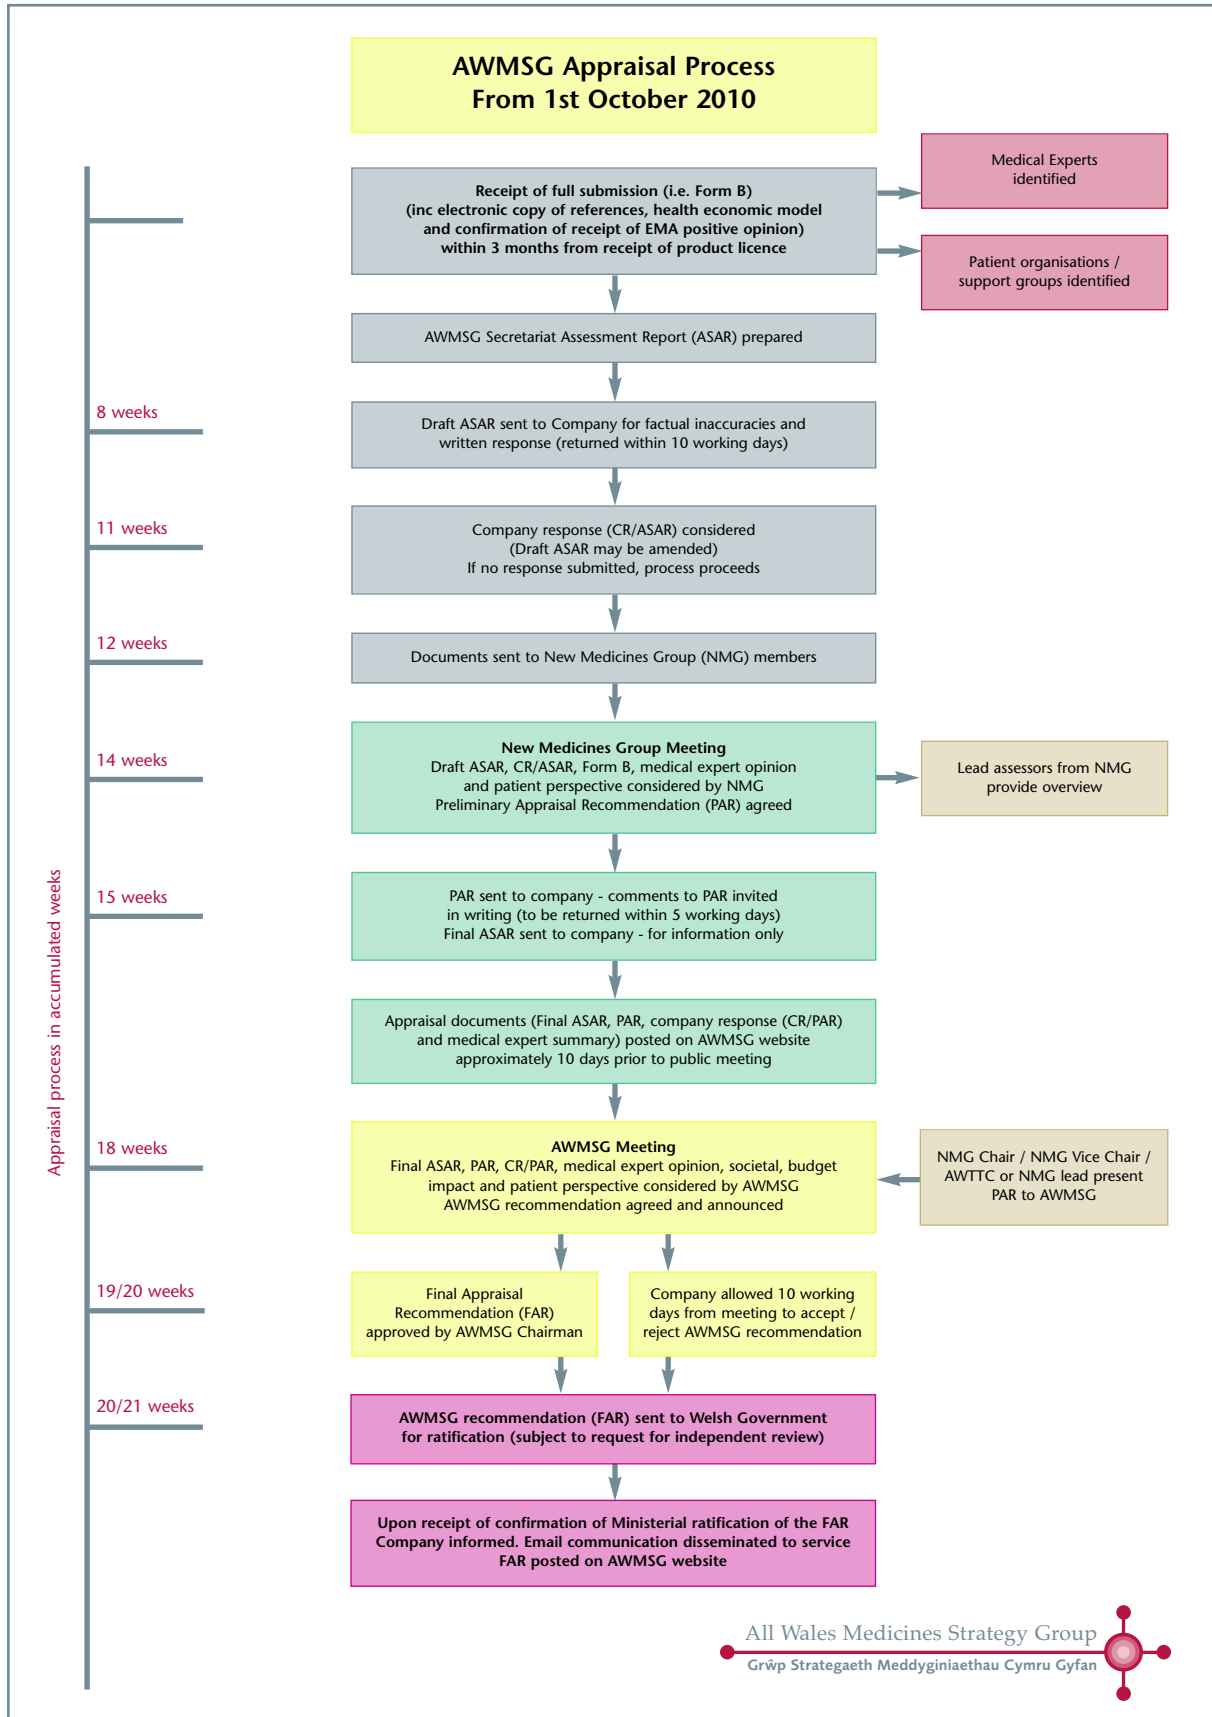 AWMSG Appraisal Process
From 1st October 2010
Receipt of full submission (i.e. Form B)
(inc electronic copy of references, health economic model
and confirmation of receipt of EMA positive opinion)
within 3 months from receipt of product licence
Medical Experts
identified
Patient organisations /
support groups identified
AWMSG Secretariat Assessment Report (ASAR) prepared
8 weeks
Draft ASAR sent to Company for factual inaccuracies and
written response (returned within 10 working days)
11 weeks
Company response (CR/ASAR) considered
(Draft ASAR may be amended)
If no response submitted, process proceeds
12 weeks
Documents sent to New Medicines Group (NMG) members
14 weeks
New Medicines Group Meeting
Draft ASAR, CR/ASAR, Form B, medical expert opinion
and patient perspective considered by NMG
Preliminary Appraisal Recommendation (PAR) agreed
Lead assessors from NMG
provide overview
Appraisal process in accumulated weeks
15 weeks
PAR sent to company - comments to PAR invited
in writing (to be returned within 5 working days)
Final ASAR sent to company - for information only
Appraisal documents (Final ASAR, PAR, company response (CR/PAR)
and medical expert summary) posted on AWMSG website
approximately 10 days prior to public meeting
18 weeks
AWMSG Meeting
Final ASAR, PAR, CR/PAR, medical expert opinion, societal, budget
impact and patient perspective considered by AWMSG
AWMSG recommendation agreed and announced
NMG Chair / NMG Vice Chair /
AWTTC or NMG lead present
PAR to AWMSG
19/20 weeks
Final Appraisal
Recommendation (FAR)
approved by AWMSG Chairman
Company allowed 10 working
days from meeting to accept /
reject AWMSG recommendation
20/21 weeks
AWMSG recommendation (FAR) sent to Welsh Government
for ratification (subject to request for independent review)
Upon receipt of confirmation of Ministerial ratification of the FAR
Company informed. Email communication disseminated to service
FAR posted on AWMSG website
All Wales Medicines Strategy Group
Grŵp Strategaeth Meddyginiaethau Cymru Gyfan